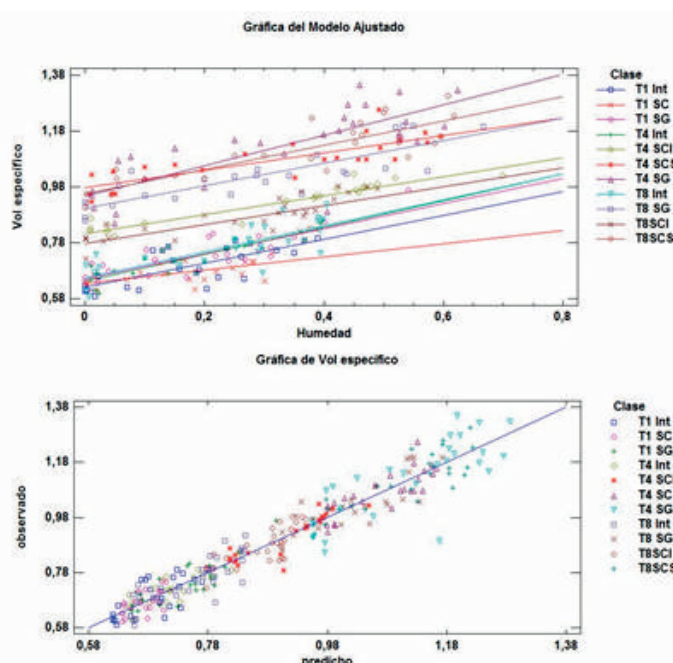 Gráfica del Modelo Ajustado
Vol específico
1,38
1,18
0,98
0,78
0,58
0
0,2
0,4
0,6
0,8
Humedad
Clase
T1 Int
T1 SC
T1 SG
T4 Int
T4 SCI
T4 SCS
T4 SG
T8 Int
T8 SG
T8SCI
T8SCS
Gráfica de Vol específico
observado
1,38
1,18
0,98
0,78
0,58
0,58
0,78
0,98
1,18
1,38
predicho
Clase
T1 Int
T1 SC
T1 SG
T4 Int
T4 SCI
T4 SC
T4 SG
T8 Int
T8 SG
T8SCI
T8SCS